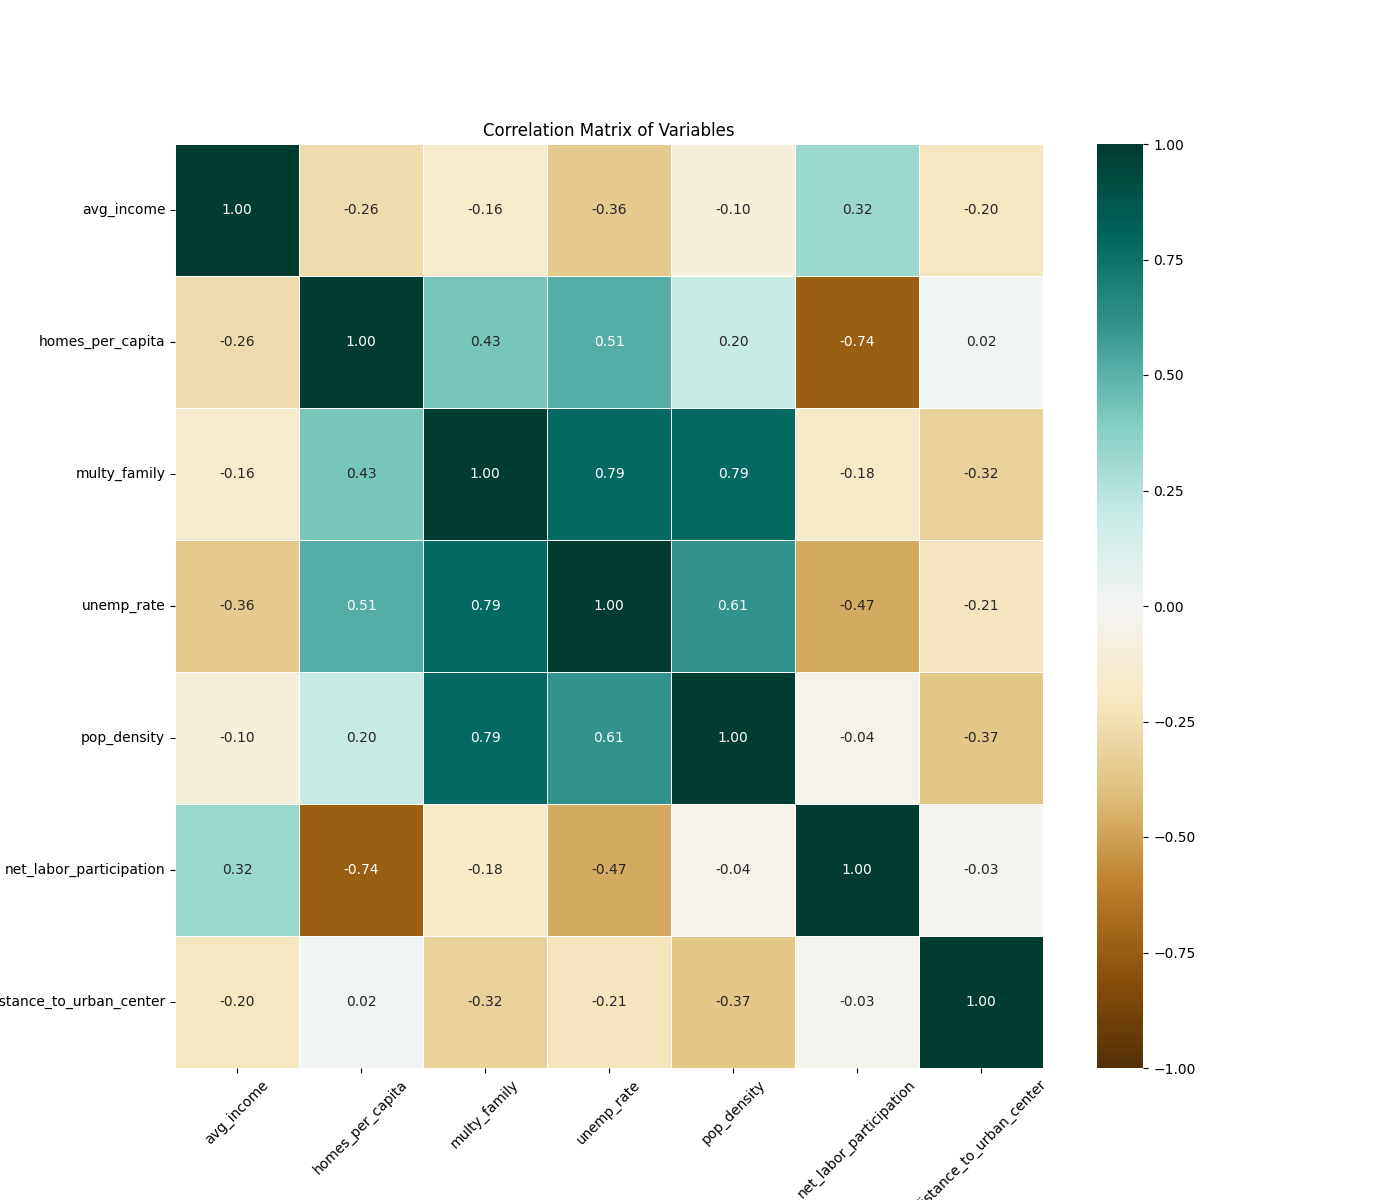 Correlation Matrix of Variables
avg_income 1.00 -0.26 -0.16 -0.36 -0.10 0.32 -0.20
homes_per_capita -0.26 1.00 0.43 0.51 0.20 -0.74 0.02
multy_family -0.16 0.43 1.00 0.79 0.79 -0.18 -0.32
unemp_rate -0.36 0.51 0.79 1.00 0.61 -0.47 -0.21
pop_density -0.10 0.20 0.79 0.61 1.00 -0.04 -0.37
net_labor_participation 0.32 -0.74 -0.18 -0.47 -0.04 1.00 -0.03
stance_to_urban_center -0.20 0.02 -0.32 -0.21 -0.37 -0.03 1.00
avg_income
homes_per_capita
multy_family
unemp_rate
pop_density
net_labor_participation
istance_to_urban_center
1.00
0.75
0.50
0.25
0.00
−0.25
−0.50
−0.75
−1.00